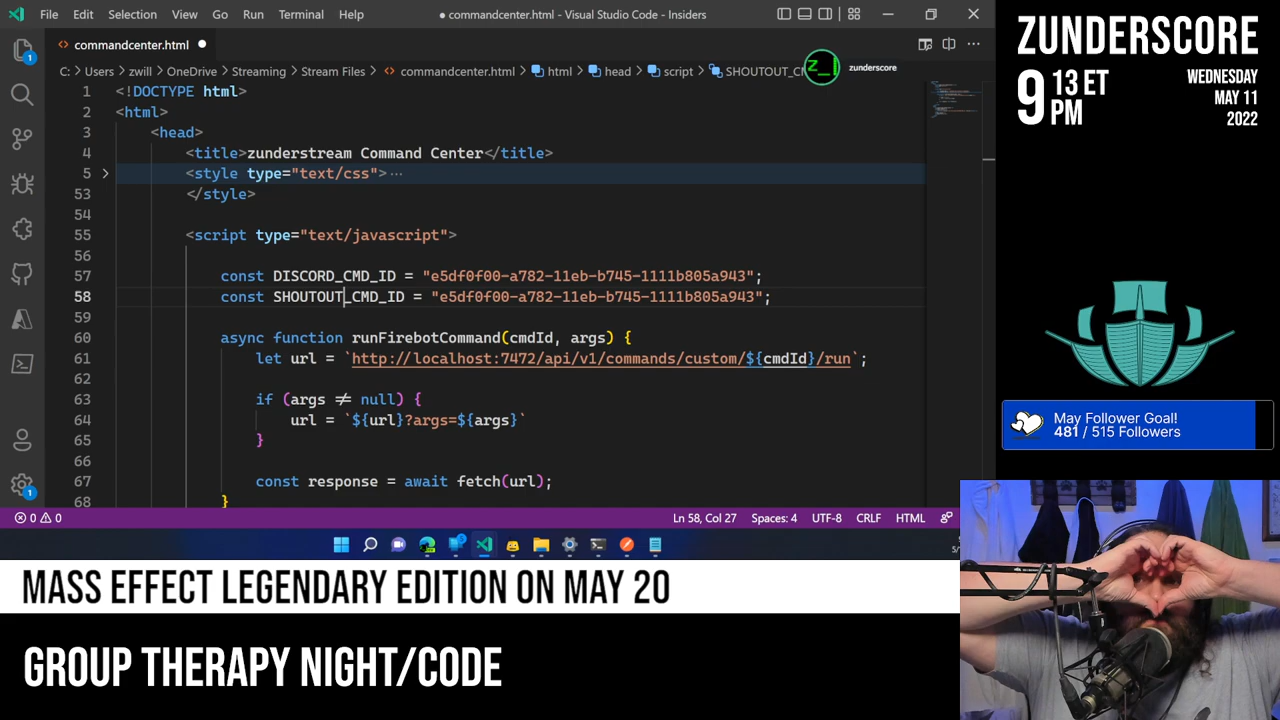 File Edit Selection View Go Run Terminal Help
● commandcenter.html - Visual Studio Code - Insiders
commandcenter.html
C: > Users > zwill > OneDrive > Streaming > Stream Files > commandcenter.html > html > head > script >
zunderscore
1 <!DOCTYPE html>
2 <html>
3 <head>
4 <title>zunderstream Command Center</title>
5 <style type="text/css"> ⋯
53 </style>
54
55 <script type="text/javascript">
56
57 const DISCORD_CMD_ID = "e5df0f00-a782-11eb-b745-1111b805a943";
58 const SHOUTOUT_CMD_ID = "e5df0f00-a782-11eb-b745-1111b805a943";
59
60 async function runFirebotCommand(cmdId, args) {
61 let url = `http://localhost:7472/api/v1/commands/custom/${cmdId}/run`;
62
63 if (args ≠ null) {
64 url = `${url}?args=${args}`
65 }
66
67 const response = await fetch(url);
68 }
1
1
0 0
Ln 58, Col 27 Spaces: 4 UTF-8 CRLF HTML
ZUNDERSCORE
9 13 ET
PM
WEDNESDAY
MAY 11
2022
May Follower Goal!
481 / 515 Followers
MASS EFFECT LEGENDARY EDITION ON MAY 20
GROUP THERAPY NIGHT/CODE